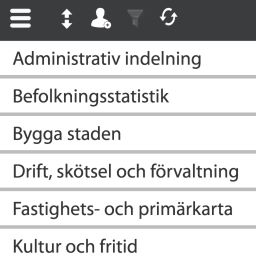 Administrativ indelning
Befolkningsstatistik
Bygga staden
Drift, skötsel och förvaltning
Fastighets- och primärkarta
Kultur och fritid